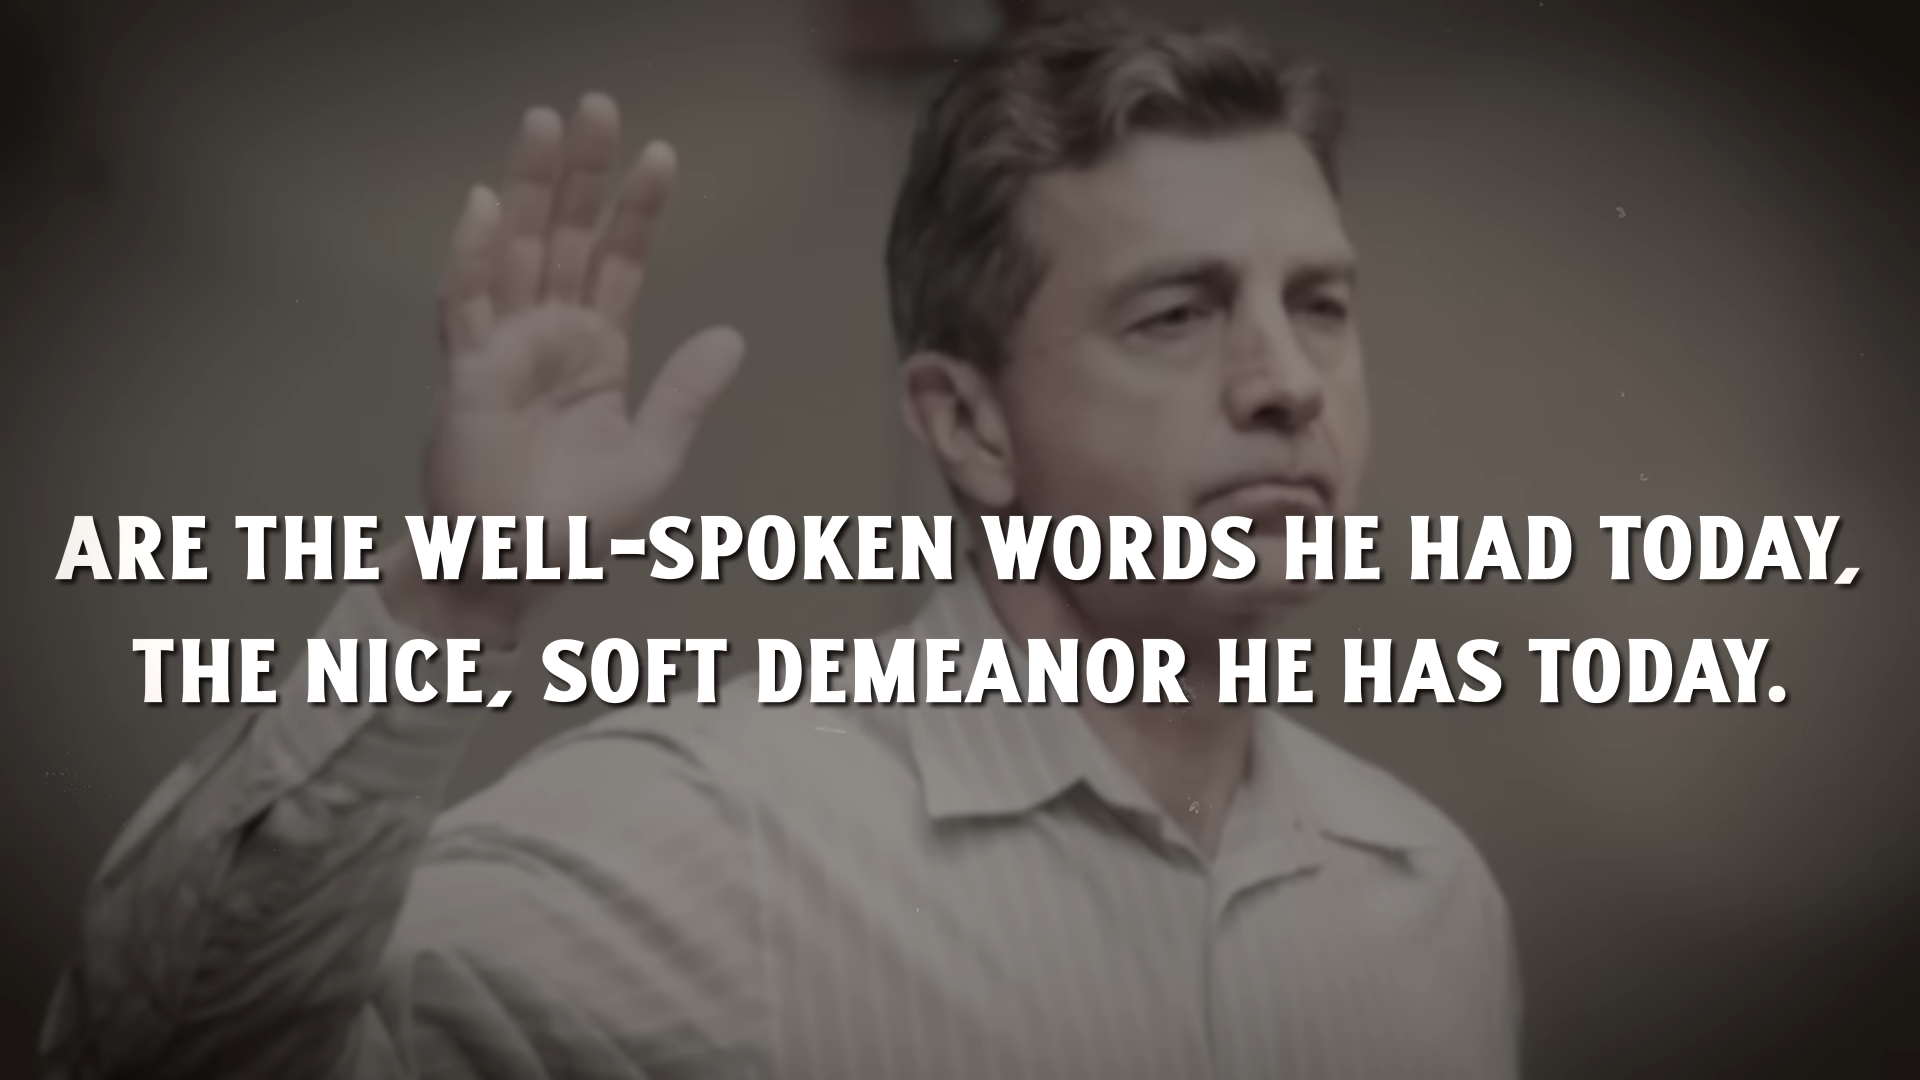 ARE THE WELL-SPOKEN WORDS HE HAD TODAY,
THE NICE, SOFT DEMEANOR HE HAS TODAY.